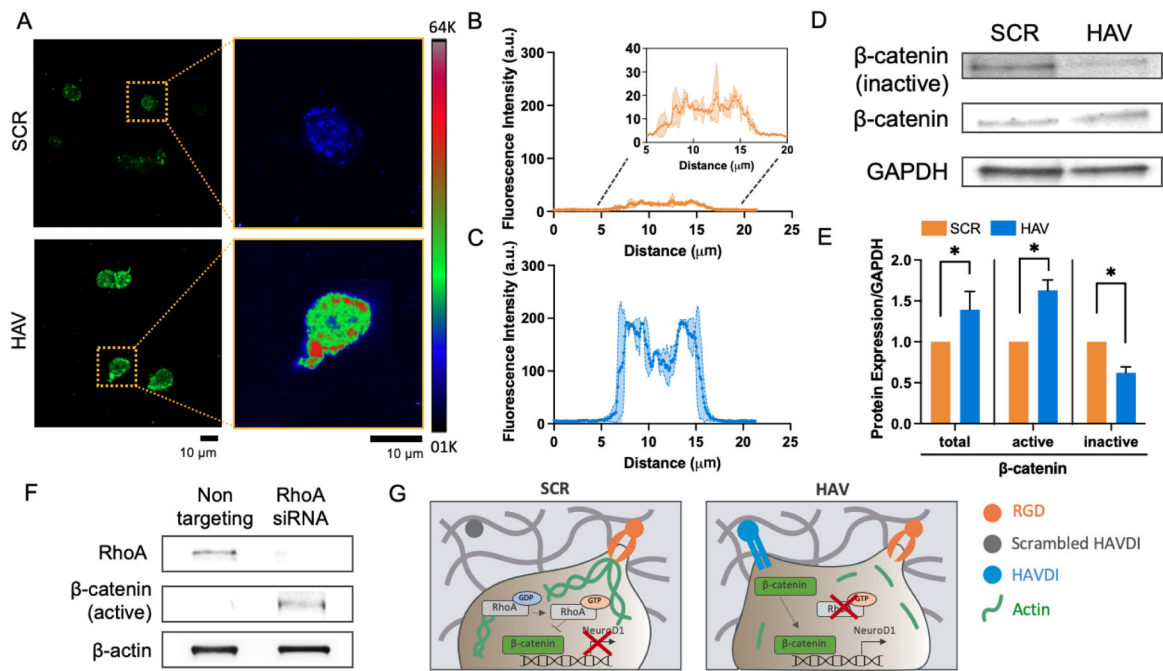 A
SCR
HAV
64K
01K
10 µm
10 µm
B
Fluorescence Intensity (a.u.)
300
200
100
0
0 5 10 15 20 25
Distance (µm)
40
30
20
10
0
5 10 15 20
Distance (µm)
C
Fluorescence Intensity (a.u.)
300
200
100
0
0 5 10 15 20 25
Distance (µm)
D
SCR HAV
β-catenin
(inactive)
β-catenin
GAPDH
E
SCR HAV
Protein Expression/GAPDH
2.0
1.5
1.0
0.5
0.0
* * *
total active inactive
β-catenin
F
Non
targeting
RhoA
siRNA
RhoA
β-catenin
(active)
β-actin
G
SCR
GDP
RhoA
GTP
RhoA
β-catenin
NeuroD1
HAV
β-catenin
GTP
RhoA
β-catenin
NeuroD1
RGD
Scrambled HAVDI
HAVDI
Actin